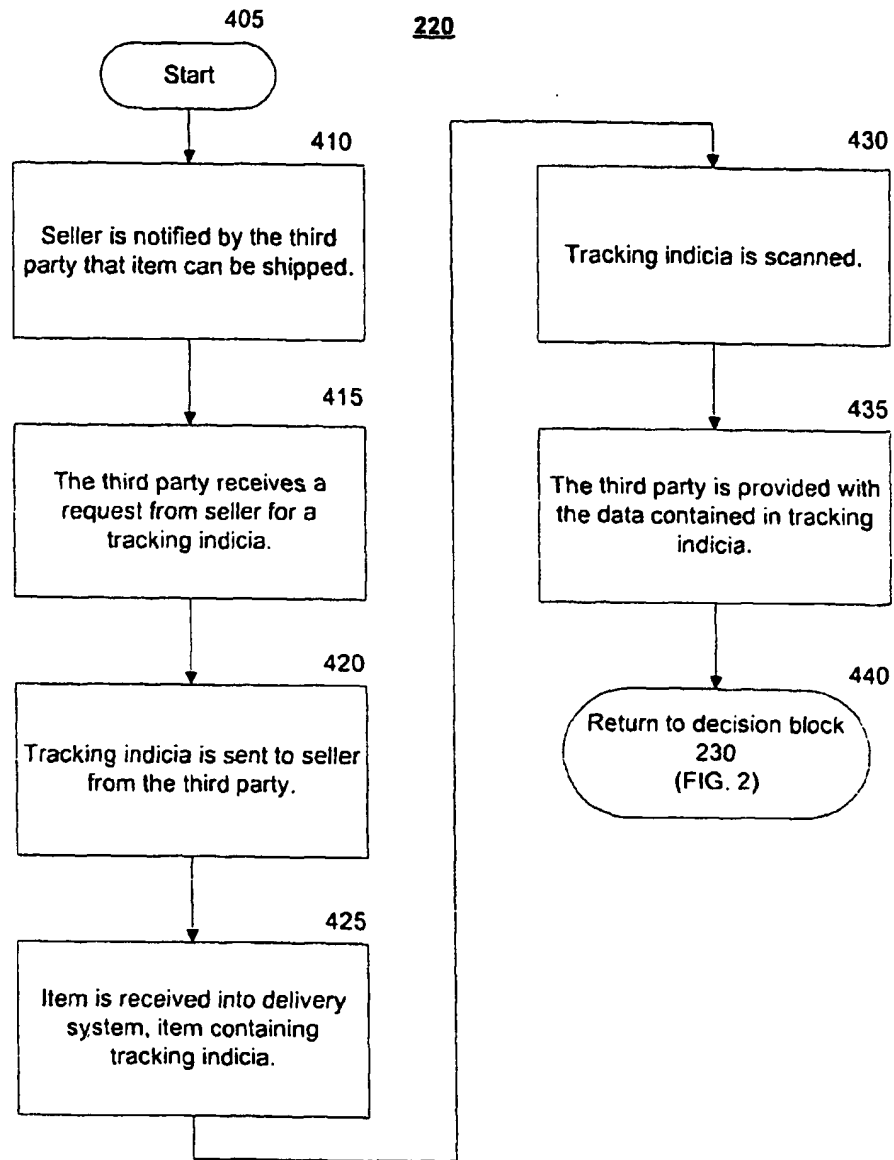 405
220
Start
410
Seller is notified by the third
party that item can be shipped.
415
The third party receives a
request from seller for a
tracking indicia.
420
Tracking indicia is sent to seller
from the third party.
425
Item is received into delivery
system, item containing
tracking indicia.
430
Tracking indicia is scanned.
435
The third party is provided with
the data contained in tracking
indicia.
440
Return to decision block
230
(FIG. 2)